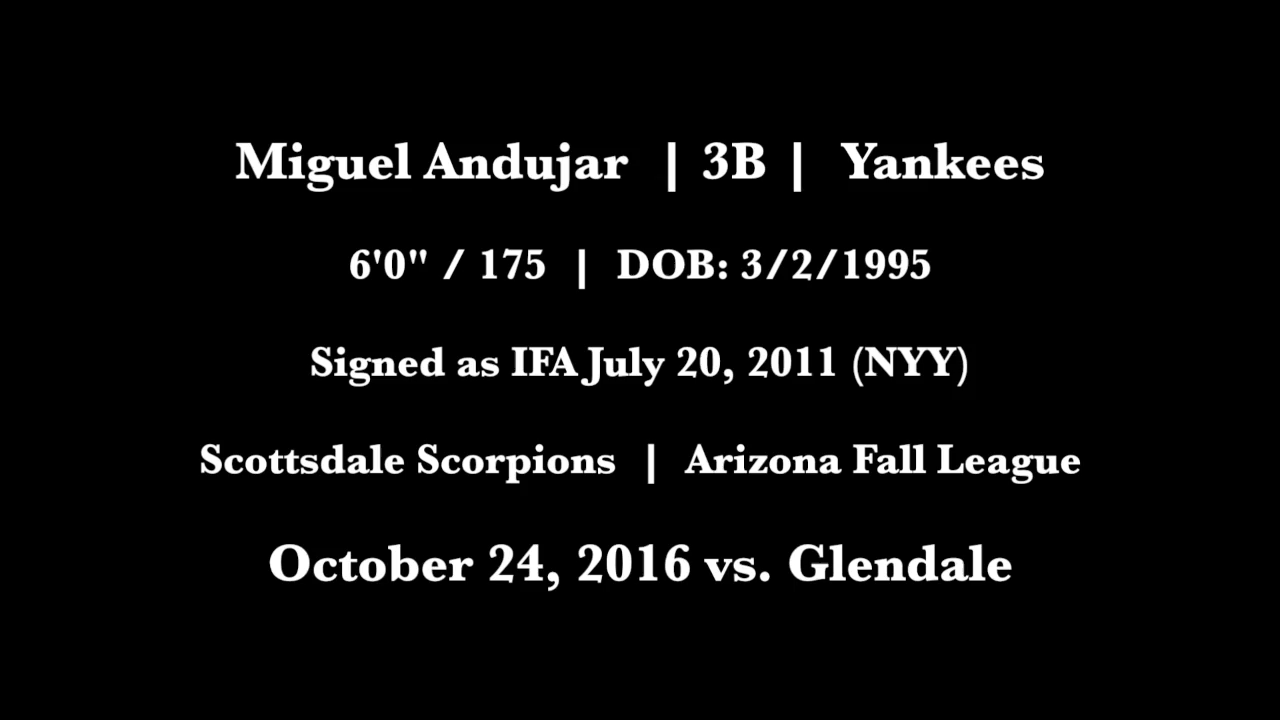 Miguel Andujar | 3B | Yankees
6'0" / 175 | DOB: 3/2/1995
Signed as IFA July 20, 2011 (NYY)
Scottsdale Scorpions | Arizona Fall League
October 24, 2016 vs. Glendale